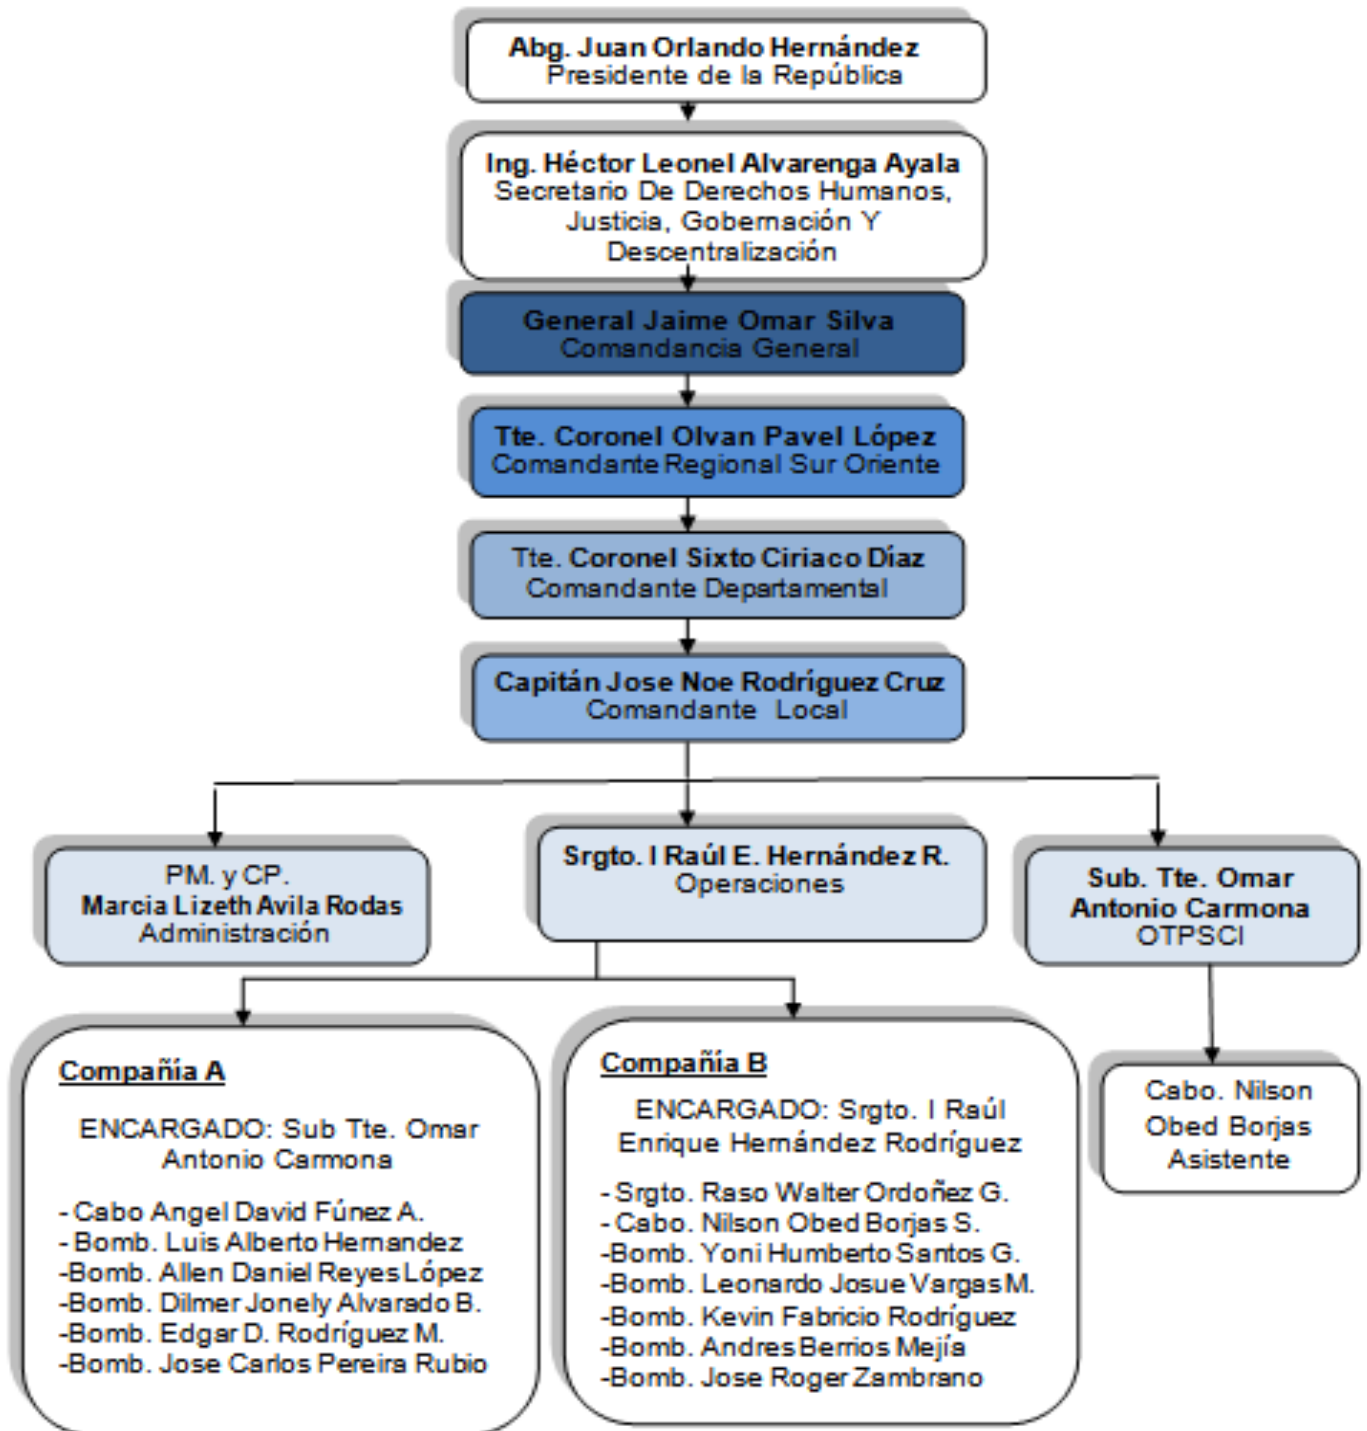 Abg. Juan Orlando Hernández
Presidente de la República
Ing. Héctor Leonel Alvarenga Ayala
Secretario De Derechos Humanos,
Justicia, Gobernación Y
Descentralización
General Jaime Omar Silva
Comandancia General
Tte. Coronel Olvan Pavel López
Comandante Regional Sur Oriente
Tte. Coronel Sixto Ciriaco Díaz
Comandante Departamental
Capitán Jose Noe Rodríguez Cruz
Comandante Local
PM. y CP.
Marcia Lizeth Avila Rodas
Administración
Srgto. I Raúl E. Hernández R.
Operaciones
Sub. Tte. Omar
Antonio Carmona
OTPSCI
Compañía A
ENCARGADO: Sub Tte. Omar
Antonio Carmona
- Cabo Angel David Fúnez A.
- Bomb. Luis Alberto Hernandez
-Bomb. Allen Daniel Reyes López
-Bomb. Dilmer Jonely Alvarado B.
-Bomb. Edgar D. Rodríguez M.
-Bomb. Jose Carlos Pereira Rubio
Compañía B
ENCARGADO: Srgto. I Raúl
Enrique Hernández Rodríguez
- Srgto. Raso Walter Ordoñez G.
- Cabo. Nilson Obed Borjas S.
-Bomb. Yoni Humberto Santos G.
-Bomb. Leonardo Josue Vargas M.
-Bomb. Kevin Fabricio Rodríguez
-Bomb. Andres Berrios Mejía
-Bomb. Jose Roger Zambrano
Cabo. Nilson
Obed Borjas
Asistente